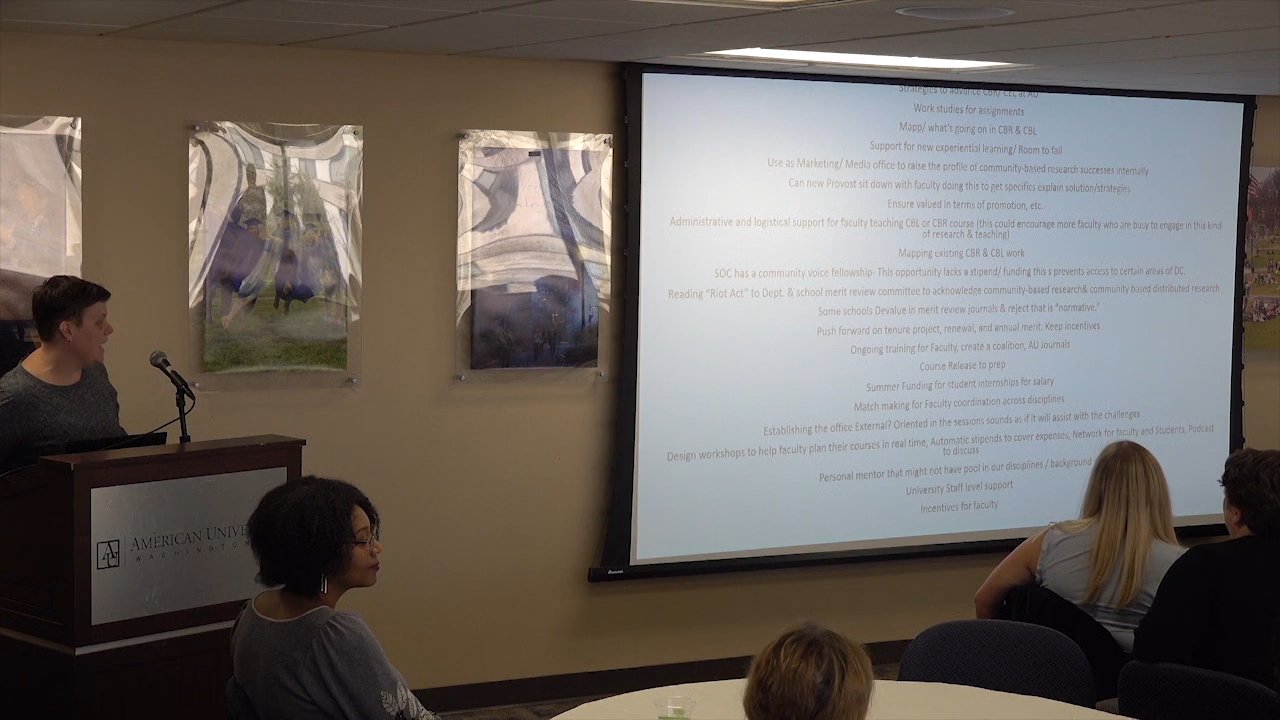 Strategies to advance CBR/ CEL at AU
Work studies for assignments
Mapp/ what's going on in CBR & CBL
Support for new experiential learning/ Room to fail
Use as Marketing/ Media office to raise the profile of community-based research successes internally
Can new Provost sit down with faculty doing this to get specifics explain solution/strategies
Ensure valued in terms of promotion, etc.
Administrative and logistical support for faculty teaching CBL or CBR course (this could encourage more faculty who are busy to engage in this kind
of research & teaching)
Mapping existing CBR & CBL work
SOC has a community voice fellowship- This opportunity lacks a stipend/ funding this s prevents access to certain areas of DC.
Reading "Riot Act" to Dept. & school merit review committee to acknowledge community-based research& community based distributed research
Some schools Devalue in merit review journals & reject that is "normative."
Push forward on tenure project, renewal, and annual merit. Keep Incentives
Ongoing training for Faculty, create a coalition, AU Journals
Course Release to prep
Summer Funding for student internships for salary
Match making for Faculty coordination across disciplines
Establishing the office External? Oriented in the sessions sounds as if It will assist with the challenges
Design workshops to help faculty plan their courses in real time, Automatic stipends to cover expenses, Network for faculty and Students, Podcast
to discuss
Personal mentor that might not have pool in our disciplines / background
University Staff level support
Incentives for faculty
AU
AMERICAN UNIVE
WASHINGTON